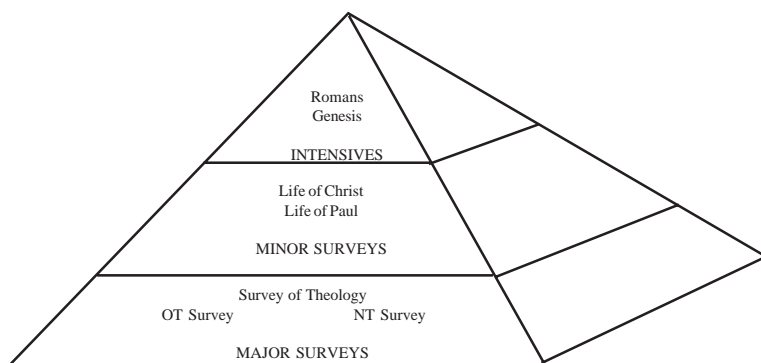 Romans
Genesis
INTENSIVES
Life of Christ
Life of Paul
MINOR SURVEYS
Survey of Theology
OT Survey NT Survey
MAJOR SURVEYS